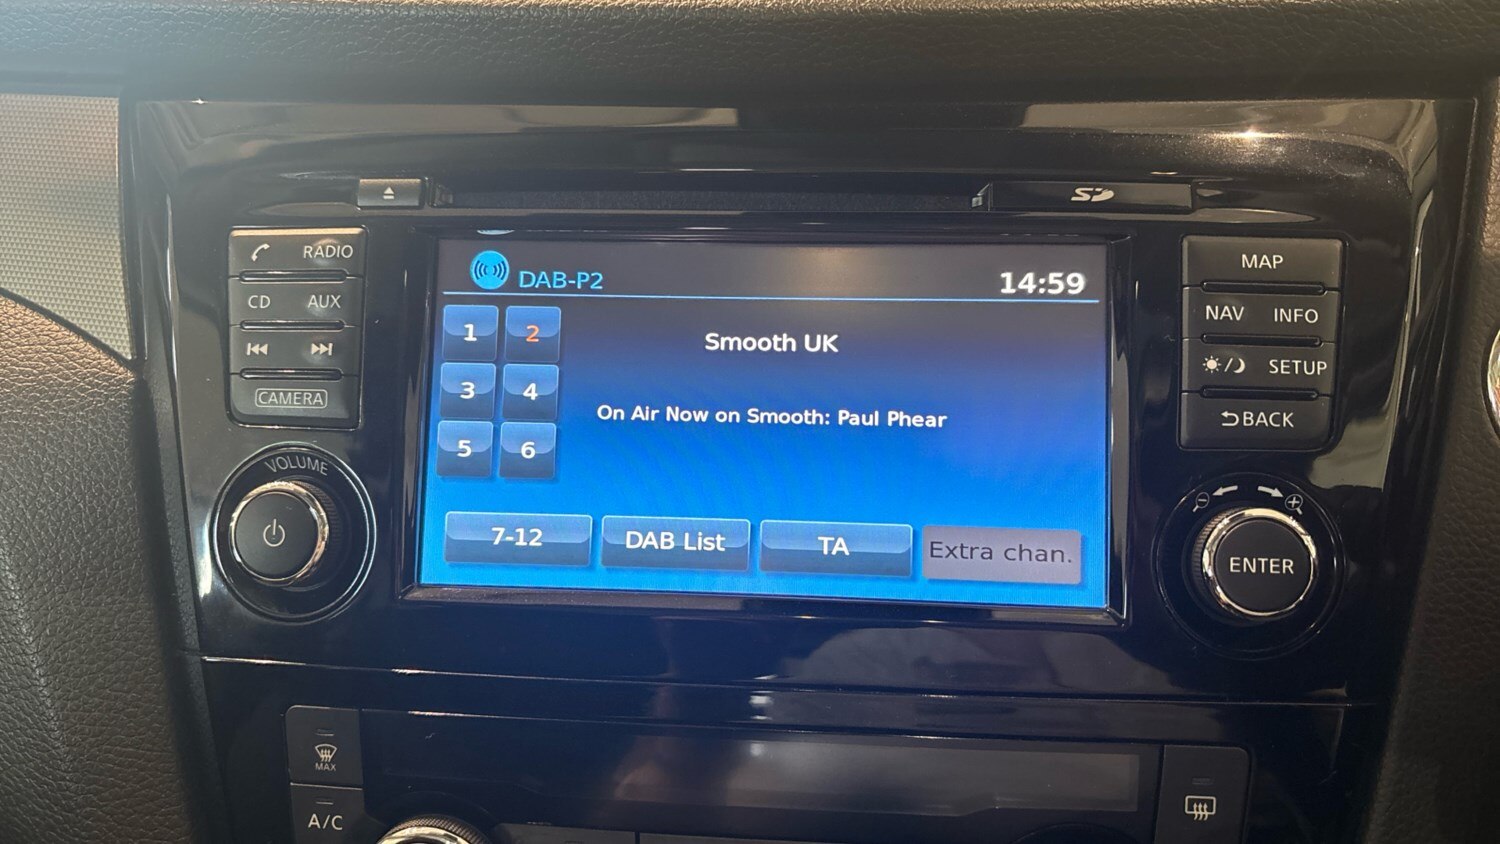 SD
RADIO
CD AUX
CAMERA
VOLUME
DAB-P2
14:59
1 2
3 4
5 6
Smooth UK
On Air Now on Smooth: Paul Phear
7-12 DAB List TA Extra chan.
MAP
NAV INFO
SETUP
BACK
ENTER
MAX
A/C